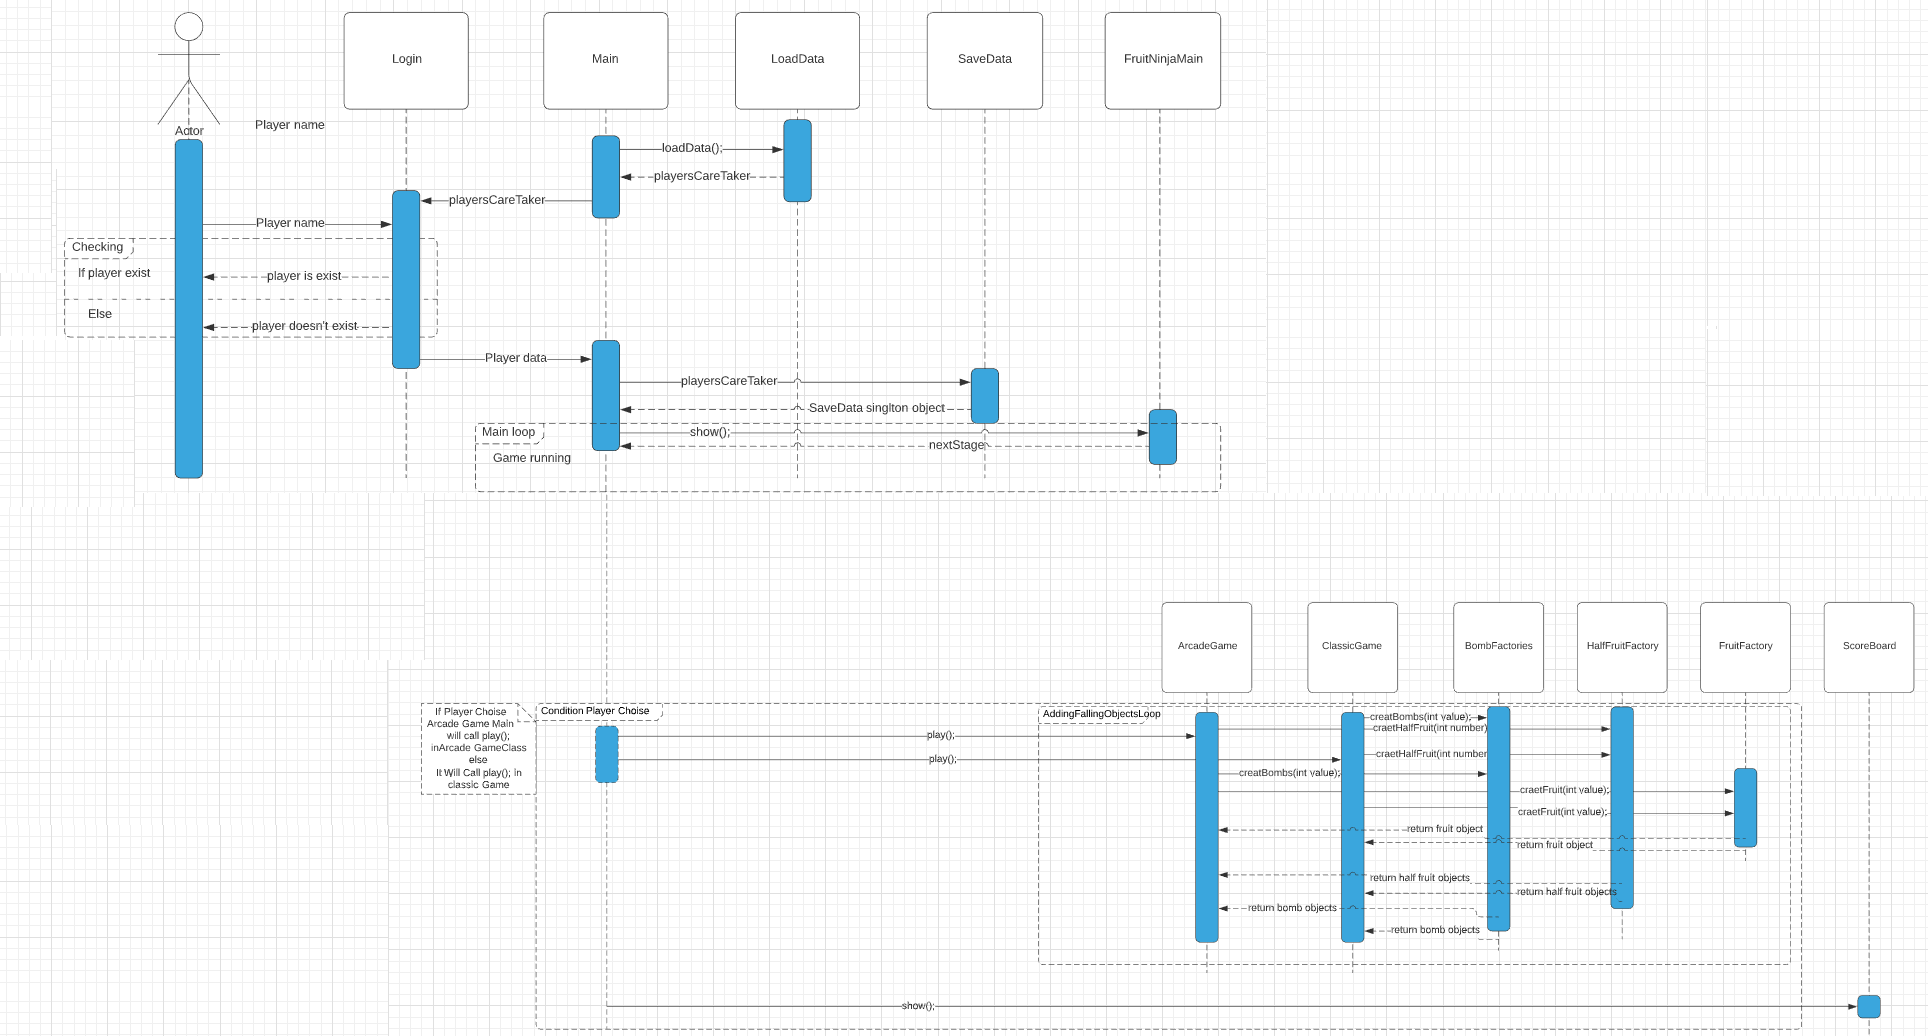 Login
Main
LoadData
SaveData
FruitNinjaMain
Actor
Player name
loadData();
playersCareTaker
playersCareTaker
Player name
Checking
If player exist
player is exist
Else
player doesn't exist
Player data
playersCareTaker
SaveData singlton object
Main loop
show();
nextStage
Game running
ArcadeGame
ClassicGame
BombFactories
HalfFruitFactory
FruitFactory
ScoreBoard
If Player Choise
Arcade Game Main
will call play();
inArcade GameClass
else
It Will Call play(); in
classic Game
Condition Player Choise
AddingFallingObjectsLoop
creatBombs(int value);
craetHalfFruit(int number)
play();
craetHalfFruit(int number
play();
creatBombs(int value);
craetFruit(int value);
craetFruit(int value);
return fruit object
return fruit object
return half fruit objects
return half fruit objects
return bomb objects
return bomb objects
show();